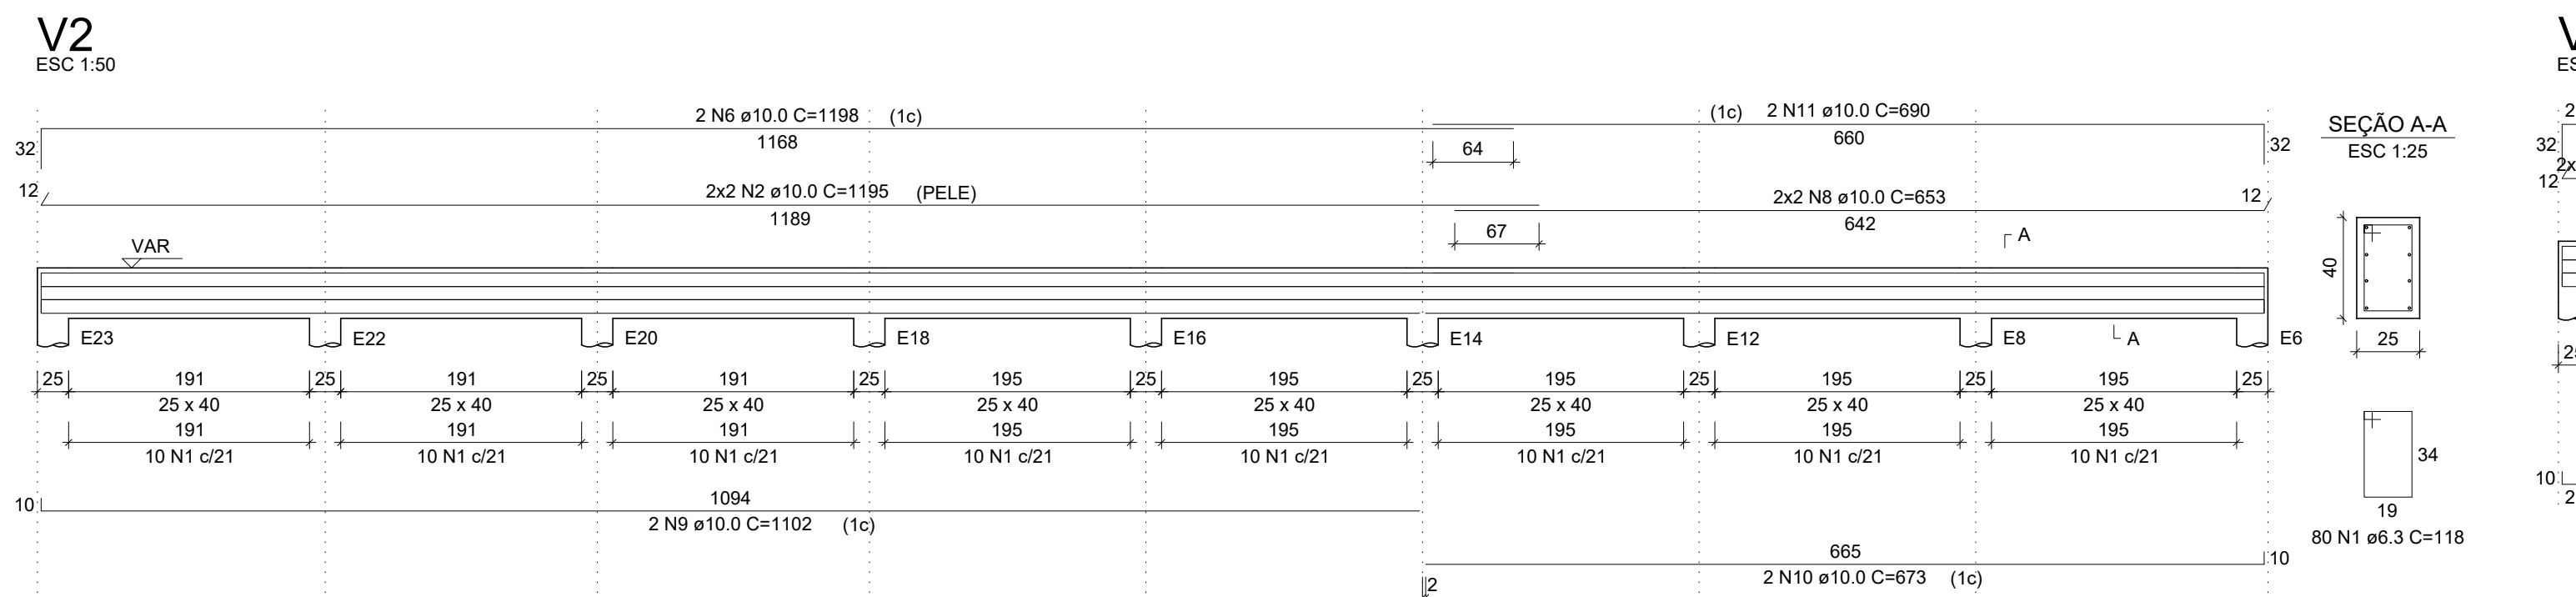 V2
ESC 1:50
2 N6 ø10.0 C=1198 (1c)
1168
32
64
(1c) 2 N11 ø10.0 C=690
660
32
12
2x2 N2 ø10.0 C=1195 (PELE)
1189
67
2x2 N8 ø10.0 C=653
642
12
VAR
A
A
E23 E22 E20 E18 E16 E14 E12 E8 E6
25 191 25 191 25 191 25 195 25 195 25 195 25 195 25 195 25
25 x 40 25 x 40 25 x 40 25 x 40 25 x 40 25 x 40 25 x 40 25 x 40
191 191 191 195 195 195 195 195
10 N1 c/21 10 N1 c/21 10 N1 c/21 10 N1 c/21 10 N1 c/21 10 N1 c/21 10 N1 c/21 10 N1 c/21
10
1094
2 N9 ø10.0 C=1102 (1c)
665
10
2 N10 ø10.0 C=673 (1c)
2
SEÇÃO A-A
ESC 1:25
40
25
34
19
80 N1 ø6.3 C=118
32
12
10